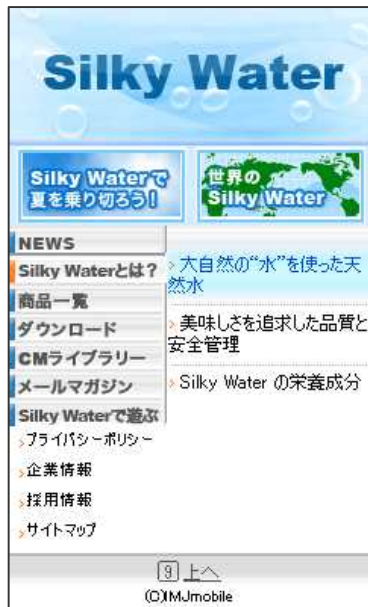 Silky Water
Silky Waterで
夏を乗り切ろう！
世界の
Silky Water
NEWS
Silky Waterとは？
商品一覧
ダウンロード
CMライブラリー
メールマガジン
Silky Waterで遊ぶ
›大自然の“水”を使った天
然水
›美味しさを追求した品質と
安全管理
›Silky Water の栄養成分
›プライバシーポリシー
›企業情報
›採用情報
›サイトマップ
9 上へ
(C)IMJmobile